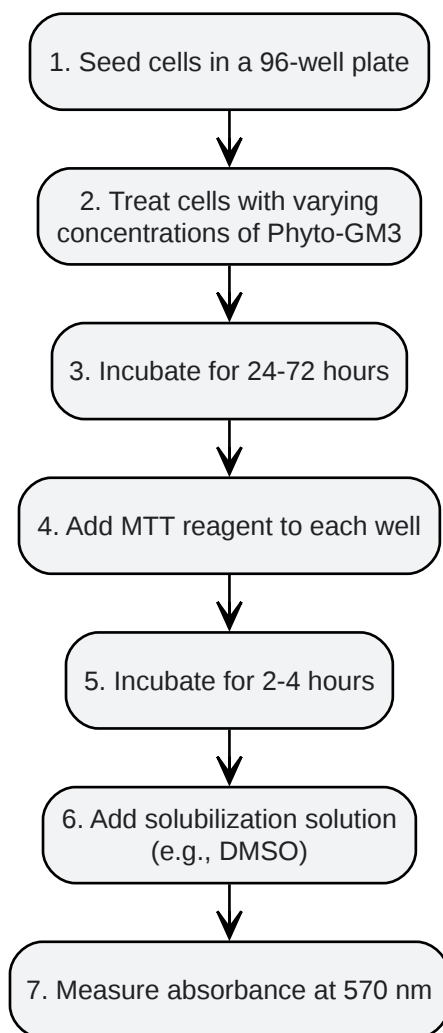 1. Seed cells in a 96-well plate
2. Treat cells with varying
concentrations of Phyto-GM3
3. Incubate for 24-72 hours
4. Add MTT reagent to each well
5. Incubate for 2-4 hours
6. Add solubilization solution
(e.g., DMSO)
7. Measure absorbance at 570 nm